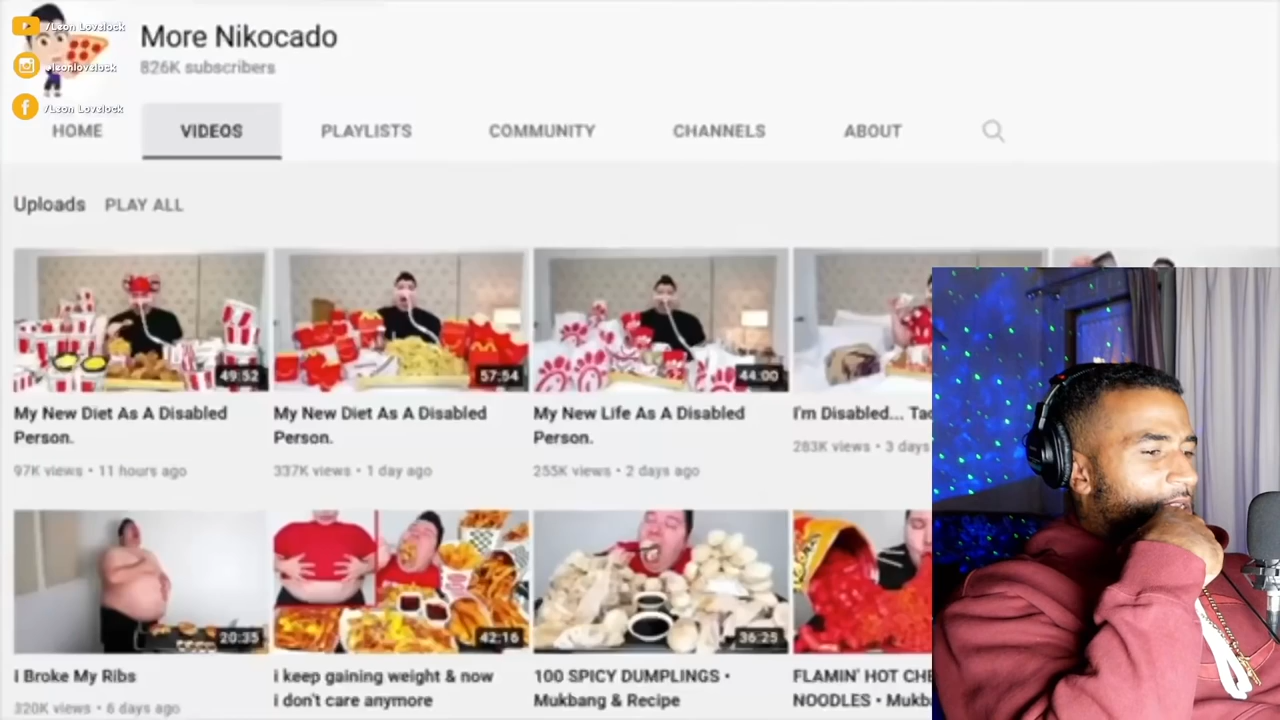 /Leon Lovelock
/Leon Lovelock
More Nikocado
826K subscribers
HOME
VIDEOS
PLAYLISTS
COMMUNITY
CHANNELS
ABOUT
Uploads
PLAY ALL
49:52
57:54
44:00
My New Diet As A Disabled
Person.
97K views • 11 hours ago
My New Diet As A Disabled
Person.
337K views • 1 day ago
My New Life As A Disabled
Person.
255K views • 2 days ago
I'm Disabled...
283K views • 3 days
20:35
42:16
36:25
I Broke My Ribs
320K views • 6 days ago
i keep gaining weight & now
i don't care anymore
100 SPICY DUMPLINGS •
Mukbang & Recipe
FLAMIN' HOT
NOODLES •